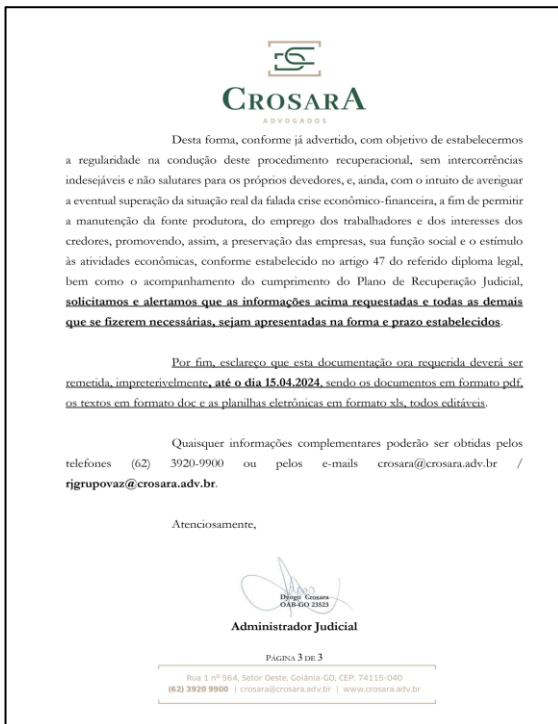 CROSARA
ADVOGADOS
Desta forma, conforme já advertido, com objetivo de estabelecermos
a regularidade na condução deste procedimento recuperacional, sem intercorrências
indesejáveis e não salutares para os próprios devedores, e, ainda, com o intuito de averiguar
a eventual superação da situação real da falada crise econômico-financeira, a fim de permitir
a manutenção da fonte produtora, do emprego dos trabalhadores e dos interesses dos
credores, promovendo, assim, a preservação das empresas, sua função social e o estímulo
às atividades econômicas, conforme estabelecido no artigo 47 do referido diploma legal,
bem como o acompanhamento do cumprimento do Plano de Recuperação Judicial,
solicitamos e alertamos que as informações acima requestadas e todas as demais
que se fizerem necessárias, sejam apresentadas na forma e prazo estabelecidos.
Por fim, esclareço que esta documentação ora requerida deverá ser
remetida, impreterivelmente, até o dia 15.04.2024, sendo os documentos em formato pdf,
os textos em formato doc e as planilhas eletrônicas em formato xls, todos editáveis.
Quaisquer informações complementares poderão ser obtidas pelos
telefones (62) 3920-9900 ou pelos e-mails crosara@crosara.adv.br /
rjgrupovaz@crosara.adv.br.
Atenciosamente,
Dyogo Crosara
OAB-GO 23523
Administrador Judicial
PÁGINA 3 DE 3
Rua 1 nº 564, Setor Oeste, Goiânia-GO, CEP: 74115-040
(62) 3920 9900 | crosara@crosara.adv.br | www.crosara.adv.br